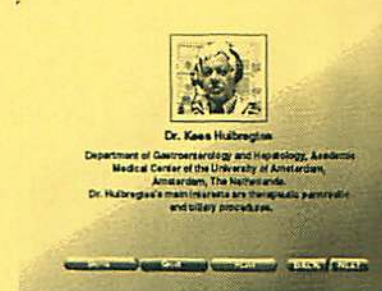 Dr. Kees Huibregtse
Department of Gastroenterology and Hepatology, Academic
Medical Center of the University of Amsterdam,
Amsterdam, The Netherlands.
Dr. Huibregtse's main interests are therapeutic pancreatic
and biliary procedures.
BACK NEXT